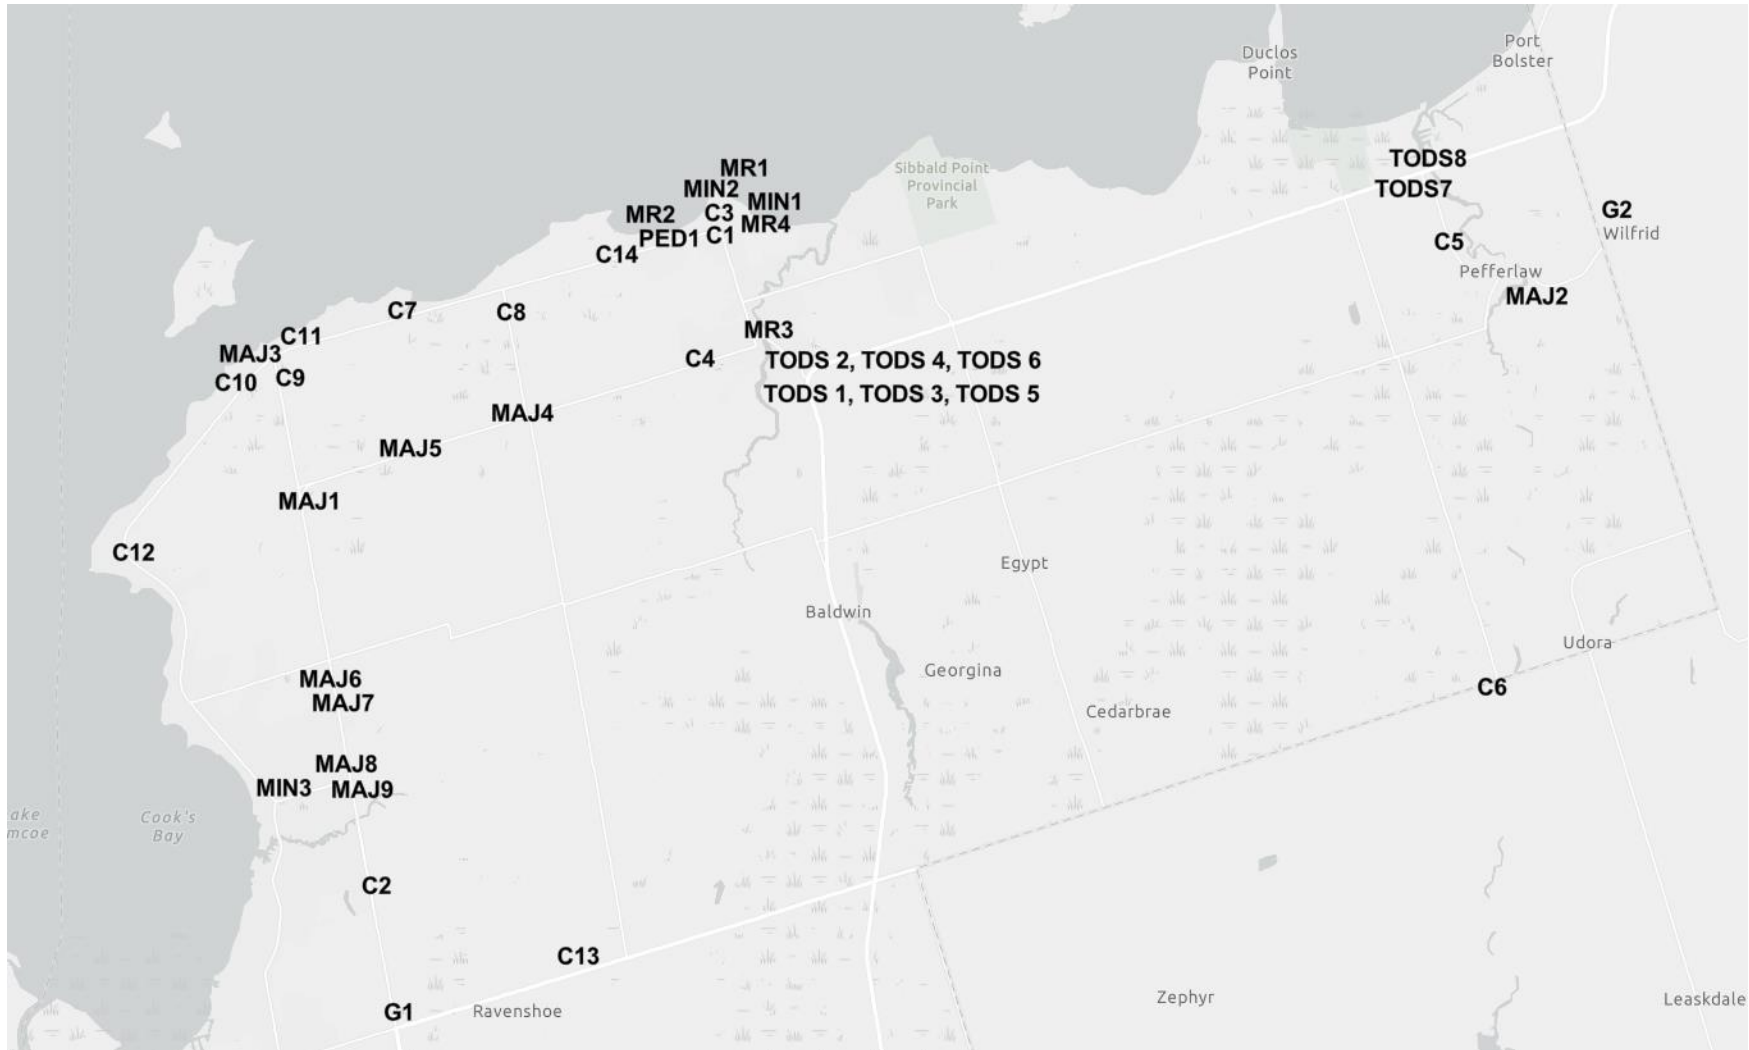 Port
Bolster
Duclos
Point
TODS8
MR1
Sibbald Point
Provincial
Park
MIN2
TODS7
MIN1
G2
MR2
C3
MR4
Wilfrid
PED1
C1
C5
C14
Pefferlaw
MAJ2
C7
C8
MR3
C11
MAJ3
C4
TODS 2, TODS 4, TODS 6
C10
C9
TODS 1, TODS 3, TODS 5
MAJ4
MAJ5
MAJ1
C12
Egypt
Baldwin
Udora
Georgina
MAJ6
C6
MAJ7
Cedarbrae
MAJ8
MIN3
MAJ9
ake
mcoe
Cook's
Bay
C2
C13
Zephyr
Leaskdale
G1
Ravenshoe